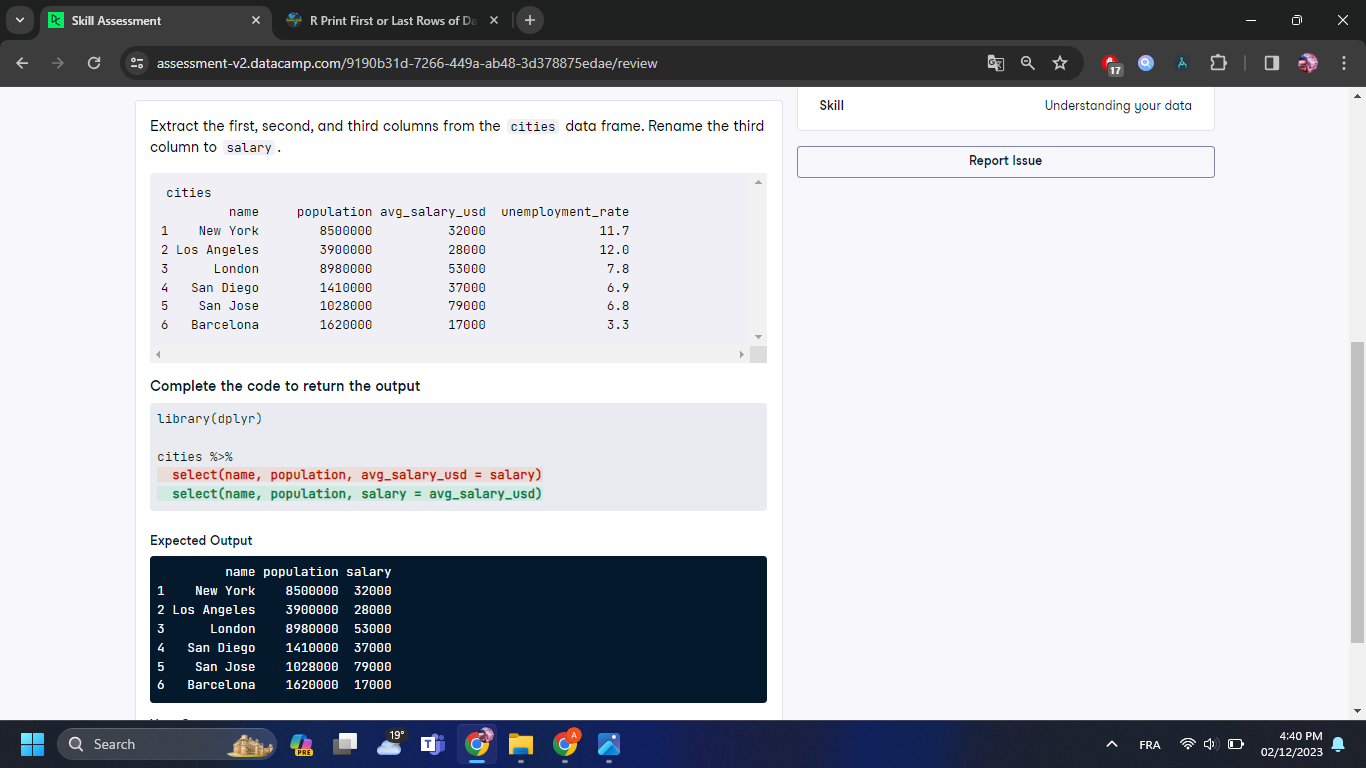 Skill Assessment
R Print First or Last Rows of Da
assessment-v2.datacamp.com/9190b31d-7266-449a-ab48-3d378875edae/review
17
Extract the first, second, and third columns from the cities data frame. Rename the third
column to salary .
cities
name population avg_salary_usd unemployment_rate
1 New York 8500000 32000 11.7
2 Los Angeles 3900000 28000 12.0
3 London 8980000 53000 7.8
4 San Diego 1410000 37000 6.9
5 San Jose 1028000 79000 6.8
6 Barcelona 1620000 17000 3.3
Complete the code to return the output
library(dplyr)
cities %>%
select(name, population, avg_salary_usd = salary)
select(name, population, salary = avg_salary_usd)
Expected Output
name population salary
1 New York 8500000 32000
2 Los Angeles 3900000 28000
3 London 8980000 53000
4 San Diego 1410000 37000
5 San Jose 1028000 79000
6 Barcelona 1620000 17000
Skill Understanding your data
Report Issue
Search
PRE
19°
A
FRA
4:40 PM
02/12/2023